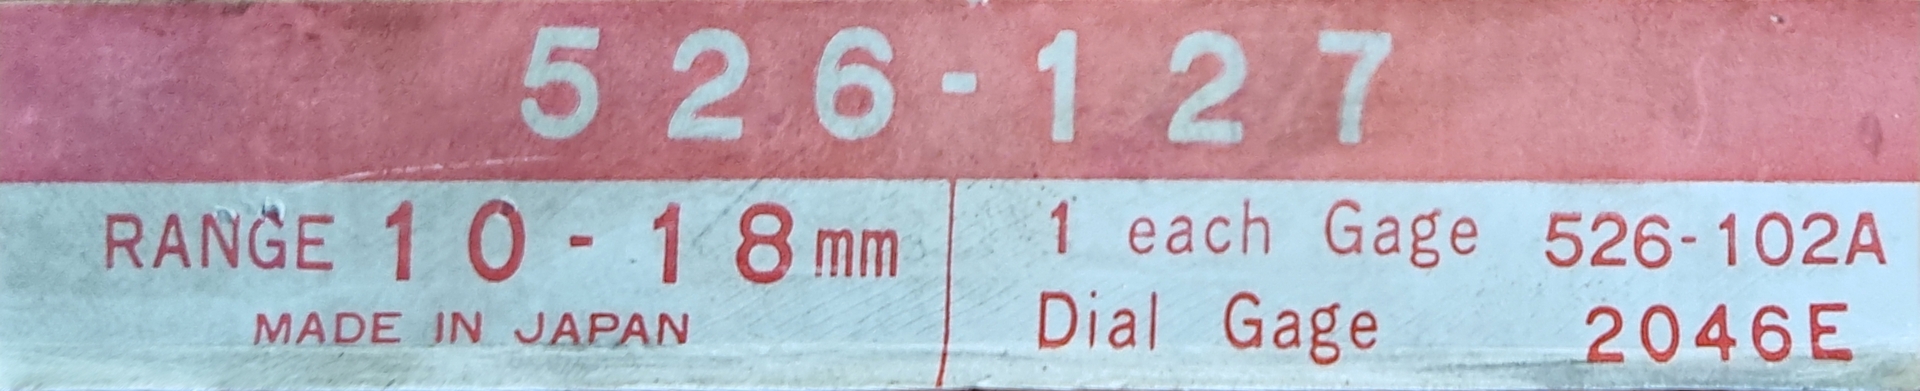 526-127
RANGE 10-18mm
MADE IN JAPAN
1 each Gage 526-102A
Dial Gage 2046E